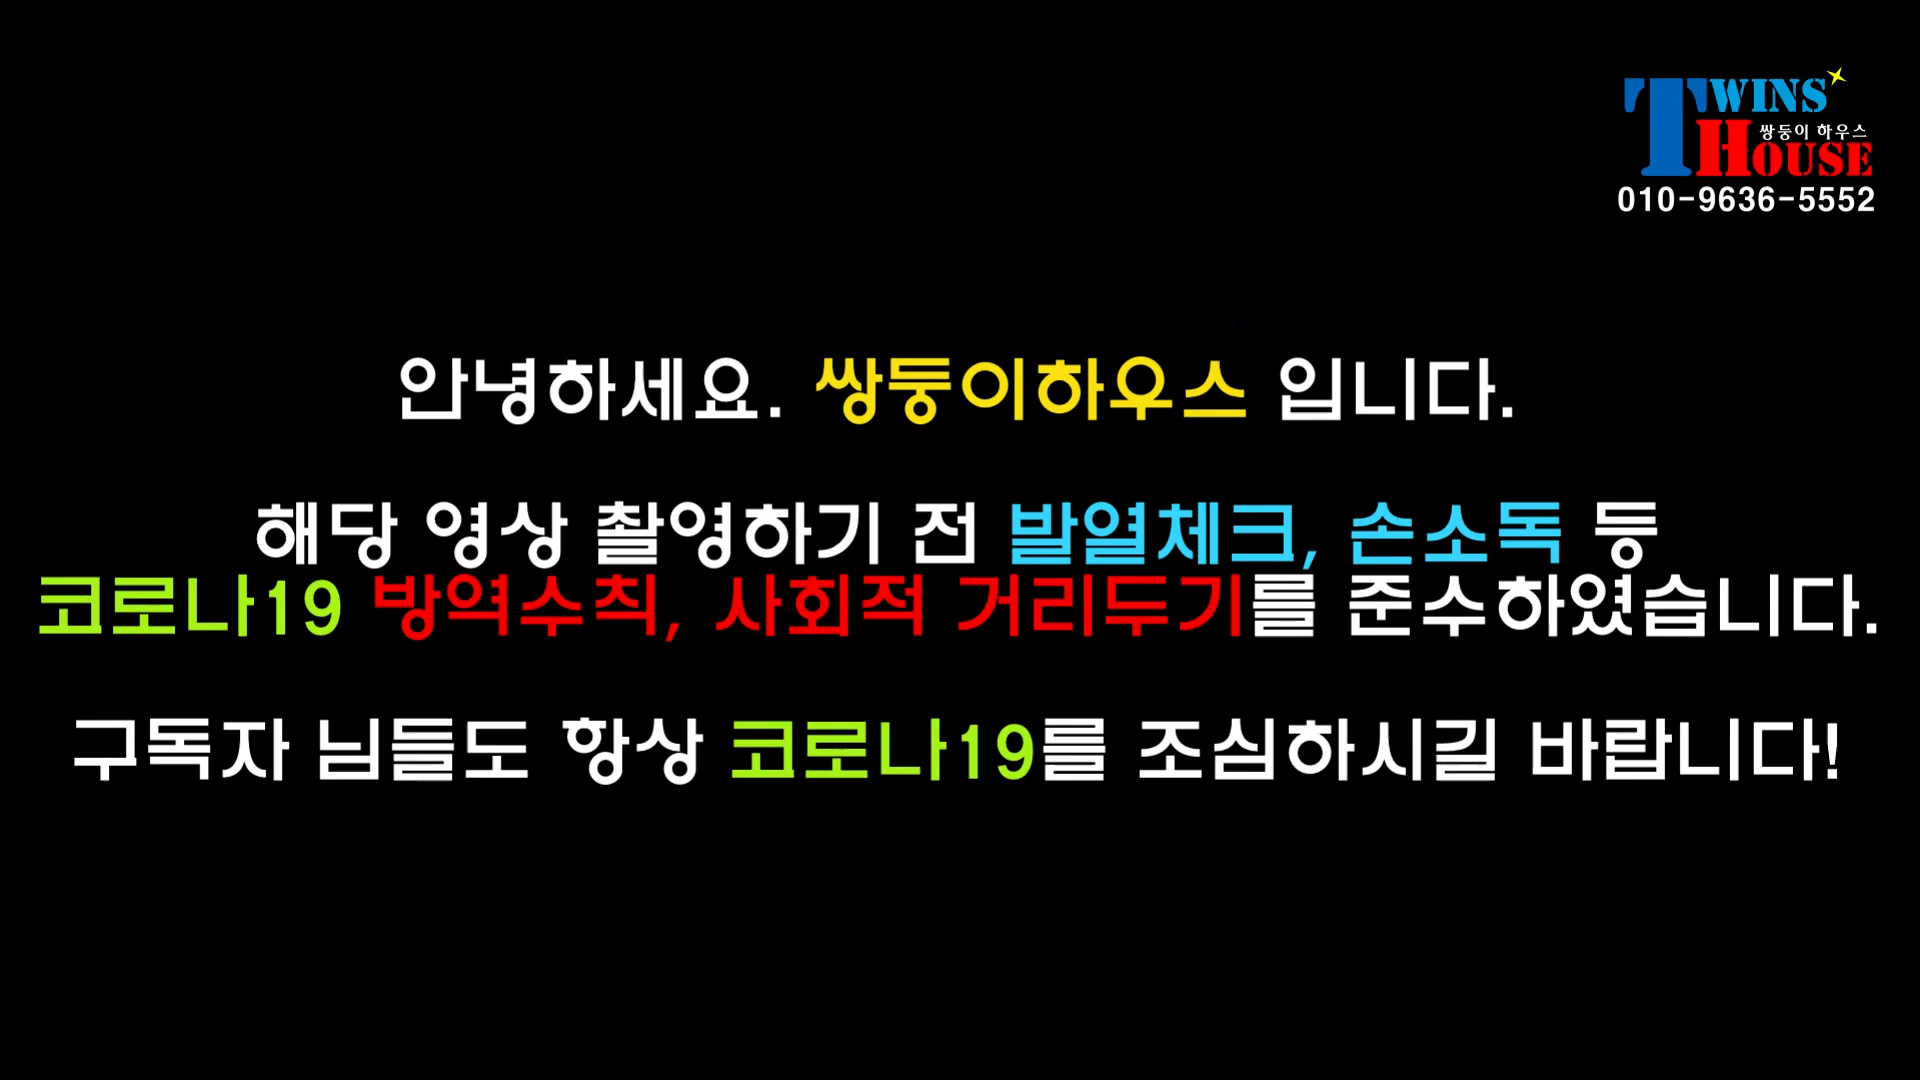 TWINS
쌍둥이 하우스
HOUSE
010-9636-5552
안녕하세요. 쌍둥이하우스 입니다.
해당 영상 촬영하기 전 발열체크, 손소독 등
코로나19 방역수칙, 사회적 거리두기를 준수하였습니다.
구독자 님들도 항상 코로나19를 조심하시길 바랍니다!